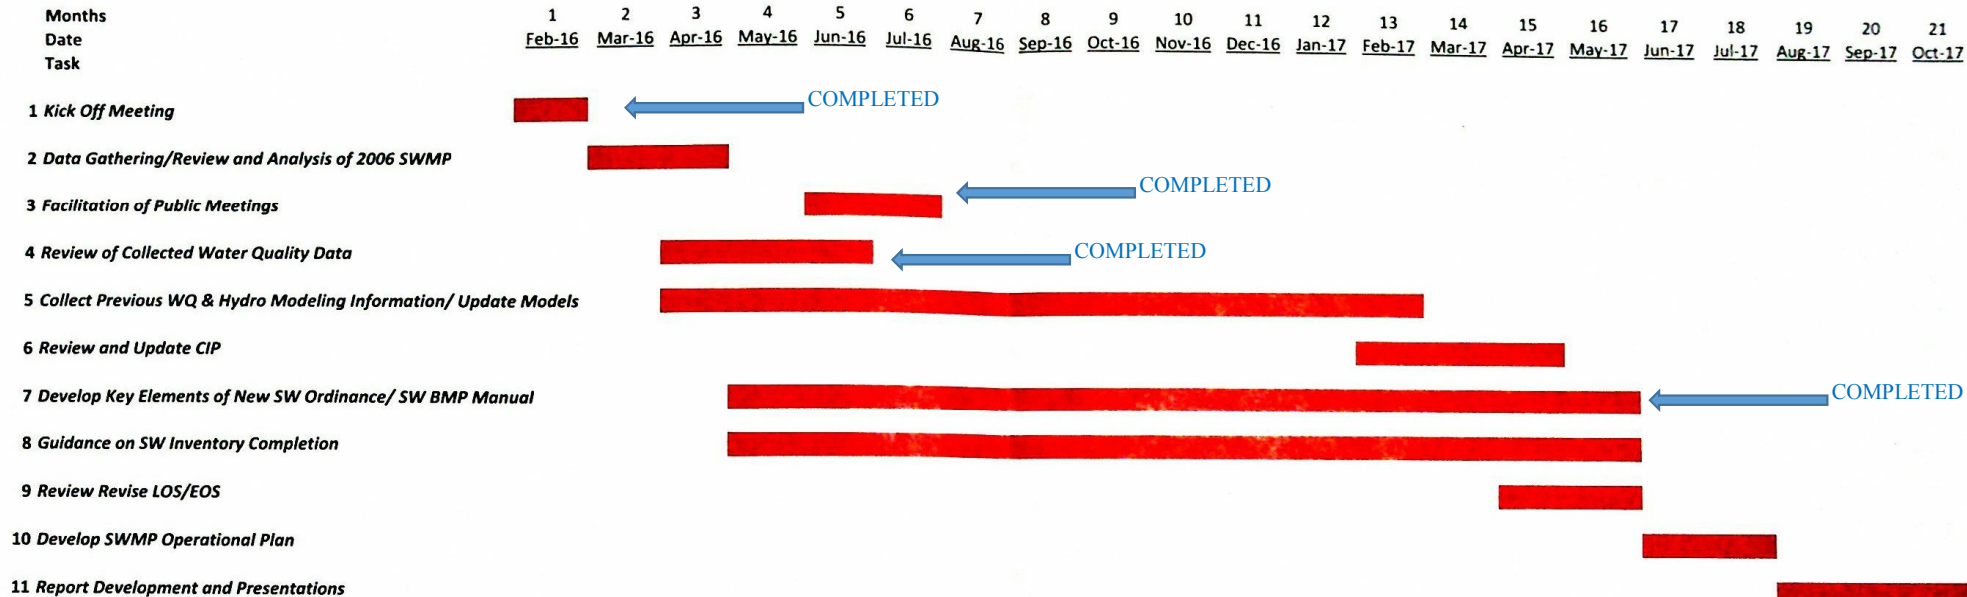 Months 1 2 3 4 5 6 7 8 9 10 11 12 13 14 15 16 17 18 19 20 21
Date Feb-16 Mar-16 Apr-16 May-16 Jun-16 Jul-16 Aug-16 Sep-16 Oct-16 Nov-16 Dec-16 Jan-17 Feb-17 Mar-17 Apr-17 May-17 Jun-17 Jul-17 Aug-17 Sep-17 Oct-17
Task
1 Kick Off Meeting COMPLETED
2 Data Gathering/Review and Analysis of 2006 SWMP
3 Facilitation of Public Meetings COMPLETED
4 Review of Collected Water Quality Data COMPLETED
5 Collect Previous WQ & Hydro Modeling Information/ Update Models
6 Review and Update CIP
7 Develop Key Elements of New SW Ordinance/ SW BMP Manual COMPLETED
8 Guidance on SW Inventory Completion
9 Review Revise LOS/EOS
10 Develop SWMP Operational Plan
11 Report Development and Presentations